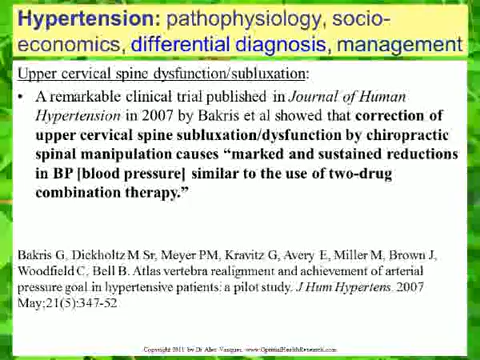 Hypertension: pathophysiology, socio-
economics, differential diagnosis, management
Upper cervical spine dysfunction/subluxation:
• A remarkable clinical trial published in Journal of Human
Hypertension in 2007 by Bakris et al showed that correction of
upper cervical spine subluxation/dysfunction by chiropractic
spinal manipulation causes “marked and sustained reductions
in BP [blood pressure] similar to the use of two-drug
combination therapy.”
Bakris G, Dickholtz M Sr, Meyer PM, Kravitz G, Avery E, Miller M, Brown J,
Woodfield C, Bell B. Atlas vertebra realignment and achievement of arterial
pressure goal in hypertensive patients: a pilot study. J Hum Hypertens. 2007
May;21(5):347-52
Copyright 2011 by Dr Alex Vasquez. www.OptimalHealthResearch.com